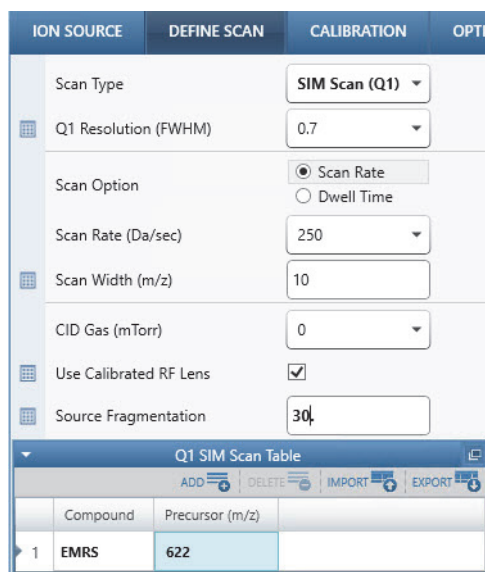 ION SOURCE DEFINE SCAN CALIBRATION
Scan Type SIM Scan (Q1)
Q1 Resolution (FWHM) 0.7
Scan Option Scan Rate
Dwell Time
Scan Rate (Da/sec) 250
Scan Width (m/z) 10
CID Gas (mTorr) 0
Use Calibrated RF Lens
Source Fragmentation 30.
Q1 SIM Scan Table
ADD DELETE IMPORT EXPORT
Compound Precursor (m/z)
1 EMRS 622